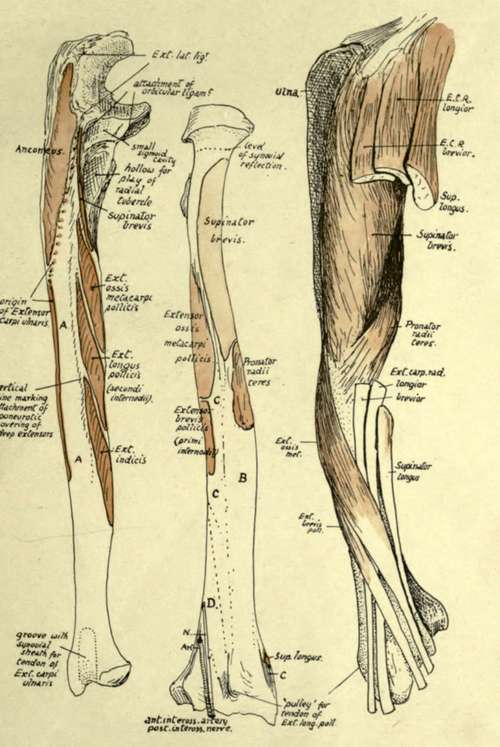 Ext. lat. ligt
attachment of
orbicular ligamt
Anconeus.
small
sigmoid
cavity
hollow for
play of
radial
tubercle
Supinator
brevis
origin
of Extensor
carpi ulnaris.
A
Ext.
ossis
metacarpi
pollicis
Ext.
longus
pollicis
(secundi
internodii).
vertical
line marking
attachment of
aponeurotic
covering of
deep extensors
A
Ext.
indicis
groove with
synovial
sheath for
tendon of
Ext. carpi
ulnaris
level
of synovial
reflection.
Supinator
brevis.
Extensor
ossis
metacarpi
pollicis
Pronator
radii
teres
C
Extensor
brevis
pollicis
(primi
internodii)
B
C
D.
N.
Sup. longus.
C
ant. inteross. artery
post. inteross. nerve.
"pulley" for
tendon of
Ext. long. poll.
Ulna.
E.C.R.
longior
E.C.R.
brevior.
Sup.
longus.
Supinator
brevis.
Pronator
radii
teres.
Ext. carp. rad.
longior
brevior
Ext.
ossis
met.
Supinator
longus
Ext.
brevis
poll.